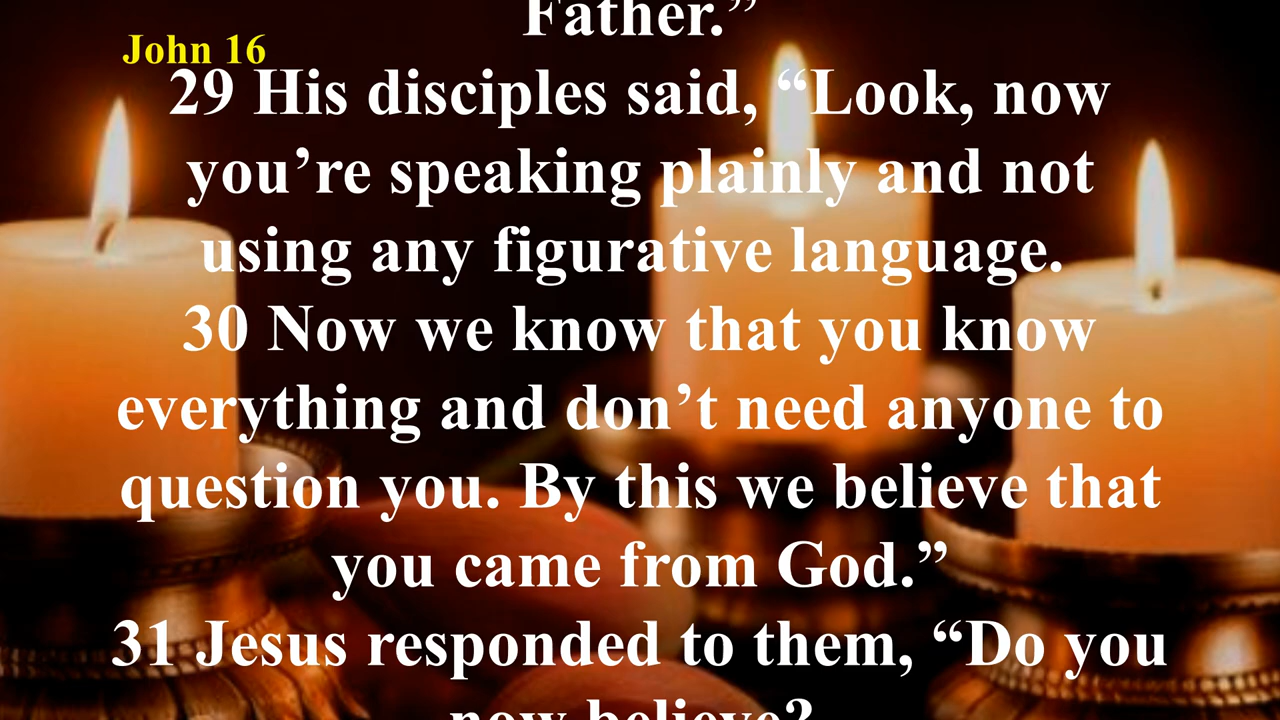 Father.”
John 16
29 His disciples said, “Look, now
you’re speaking plainly and not
using any figurative language.
30 Now we know that you know
everything and don’t need anyone to
question you. By this we believe that
you came from God.”
31 Jesus responded to them, “Do you
now believe?